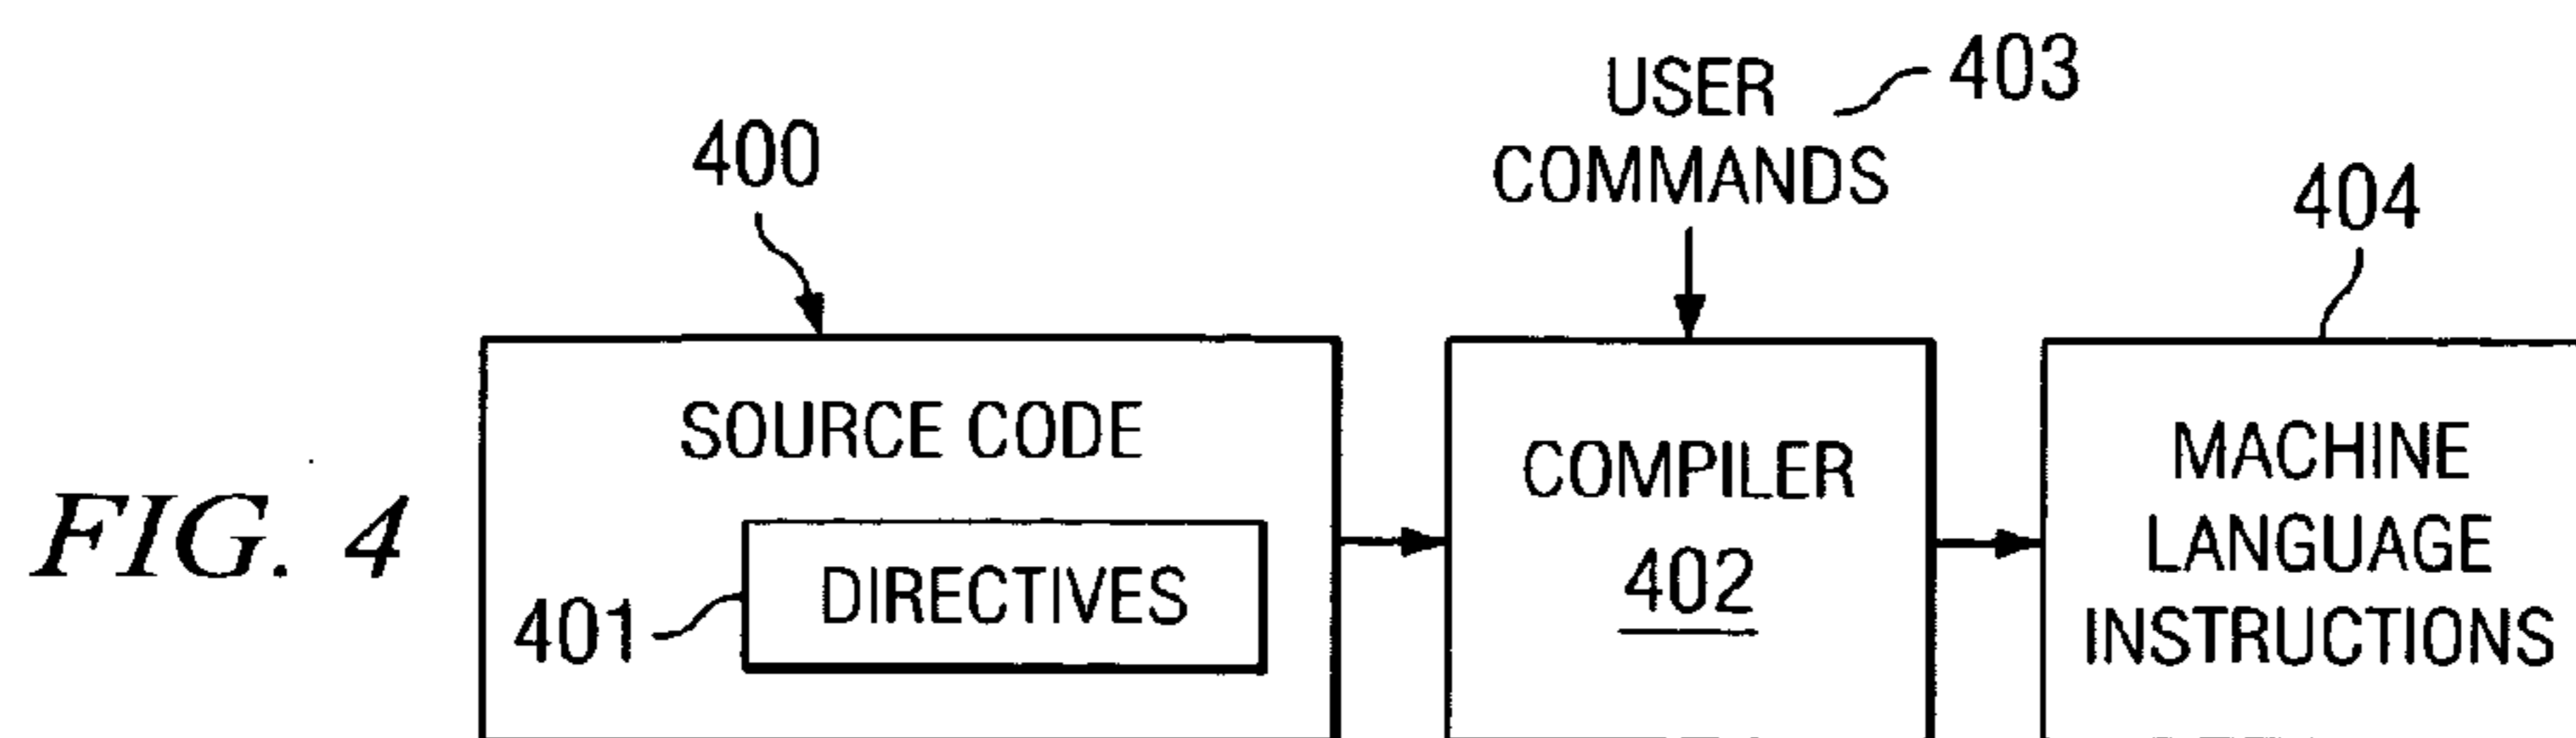 USER
COMMANDS
403
400
404
SOURCE CODE
COMPILER
402
MACHINE
LANGUAGE
INSTRUCTIONS
FIG. 4
401
DIRECTIVES